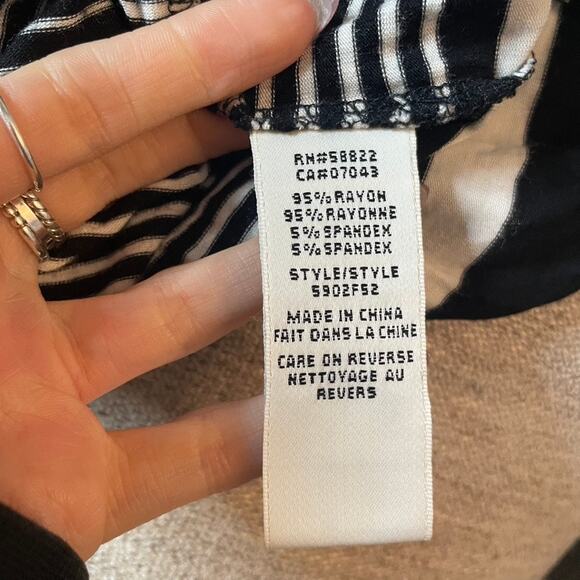 RN#58822
CA#07043
95%RAYON
95%RAYONNE
5%SPANDEX
5%SPANDEX
STYLE/STYLE
5902F52
MADE IN CHINA
FAIT DANS LA CHINE
CARE ON REVERSE
NETTOYAGE AU
REVERS